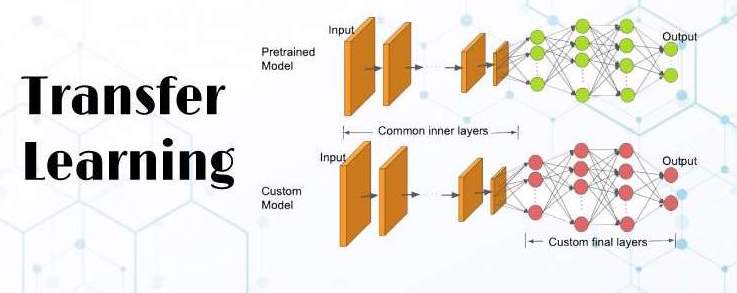 Transfer
Learning
Input
Pretrained
Model
Output
Common inner layers
Input
Custom
Model
Output
Custom final layers